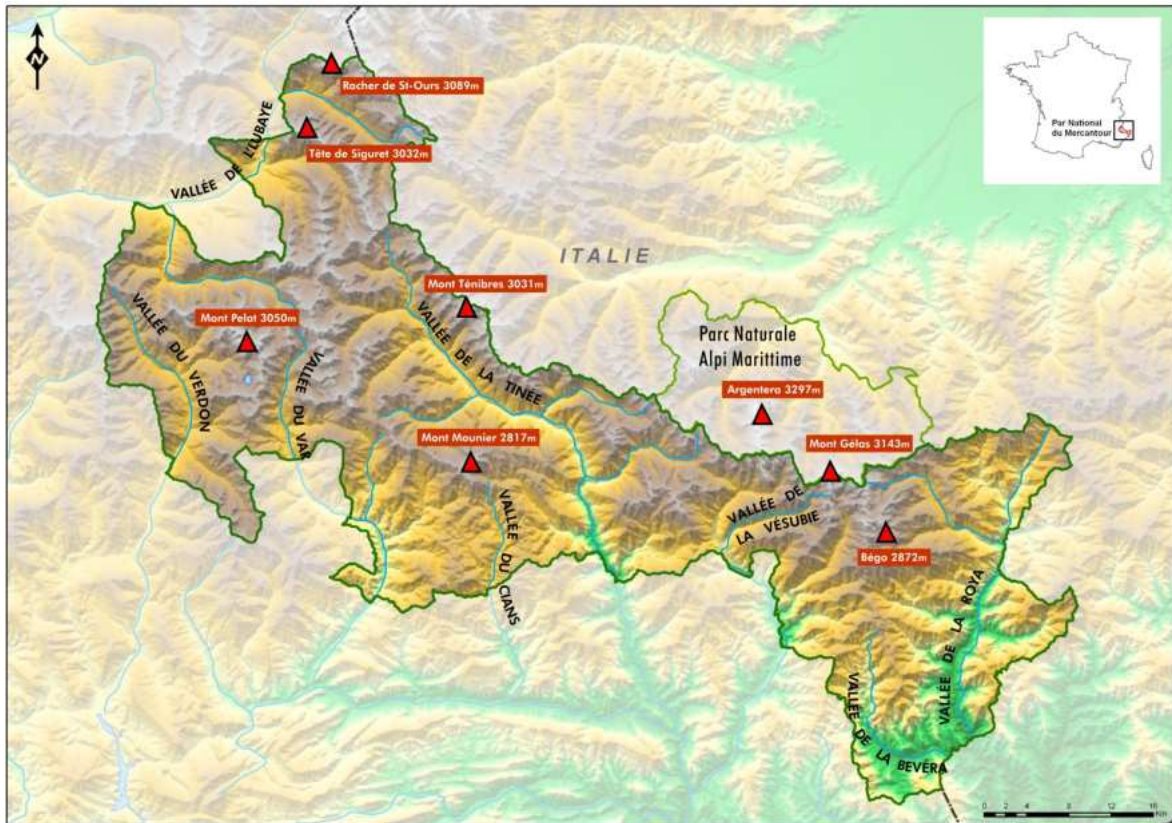 N
Rocher de St-Ours 3089m
Tête de Siguret 3032m
VALLÉE DE L'LUBAYE
Par National
du Mercantour
ITALIE
Mont Ténibres 3031m
Mont Pelat 3050m
VALLÉE DU VERDON
VALLÉE DU VAR
VALLÉE DE LA TINÉE
Parc Naturale
Alpi Marittime
Argentera 3297m
Mont Mounier 2817m
Mont Gélas 3143m
VALLÉE DE
LA VÉSUBIE
VALLÉE DU CIANS
Bégo 2872m
VALLÉE DE LA ROYA
VALLÉE DE LA BEVÉRA
0 2 4 8 12 16
Km